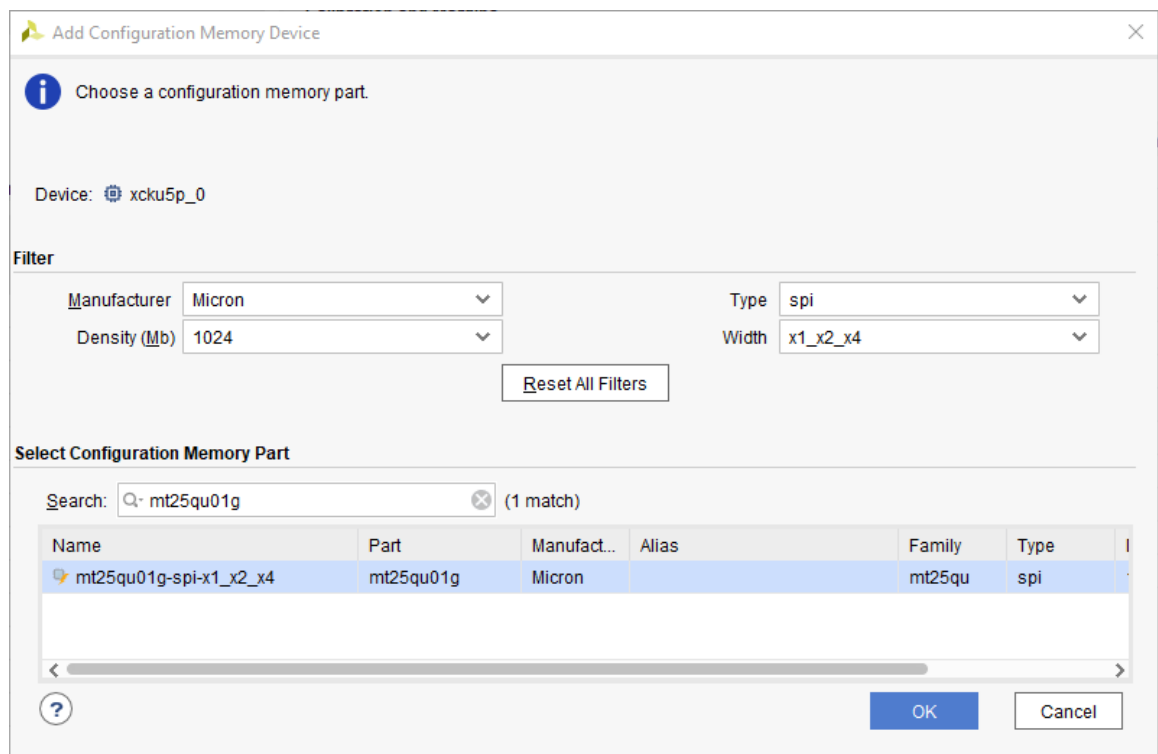 Add Configuration Memory Device
Choose a configuration memory part.
Device: xcku5p_0
Filter
Manufacturer Micron Type spi
Density (Mb) 1024 Width x1_x2_x4
Reset All Filters
Select Configuration Memory Part
Search: mt25qu01g (1 match)
Name Part Manufact... Alias Family Type
mt25qu01g-spi-x1_x2_x4 mt25qu01g Micron mt25qu spi
? OK Cancel